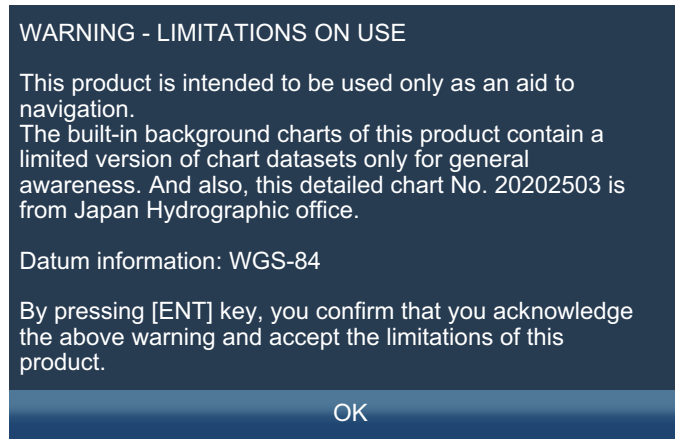 WARNING - LIMITATIONS ON USE
This product is intended to be used only as an aid to
navigation.
The built-in background charts of this product contain a
limited version of chart datasets only for general
awareness. And also, this detailed chart No. 20202503 is
from Japan Hydrographic office.
Datum information: WGS-84
By pressing [ENT] key, you confirm that you acknowledge
the above warning and accept the limitations of this
product.
OK